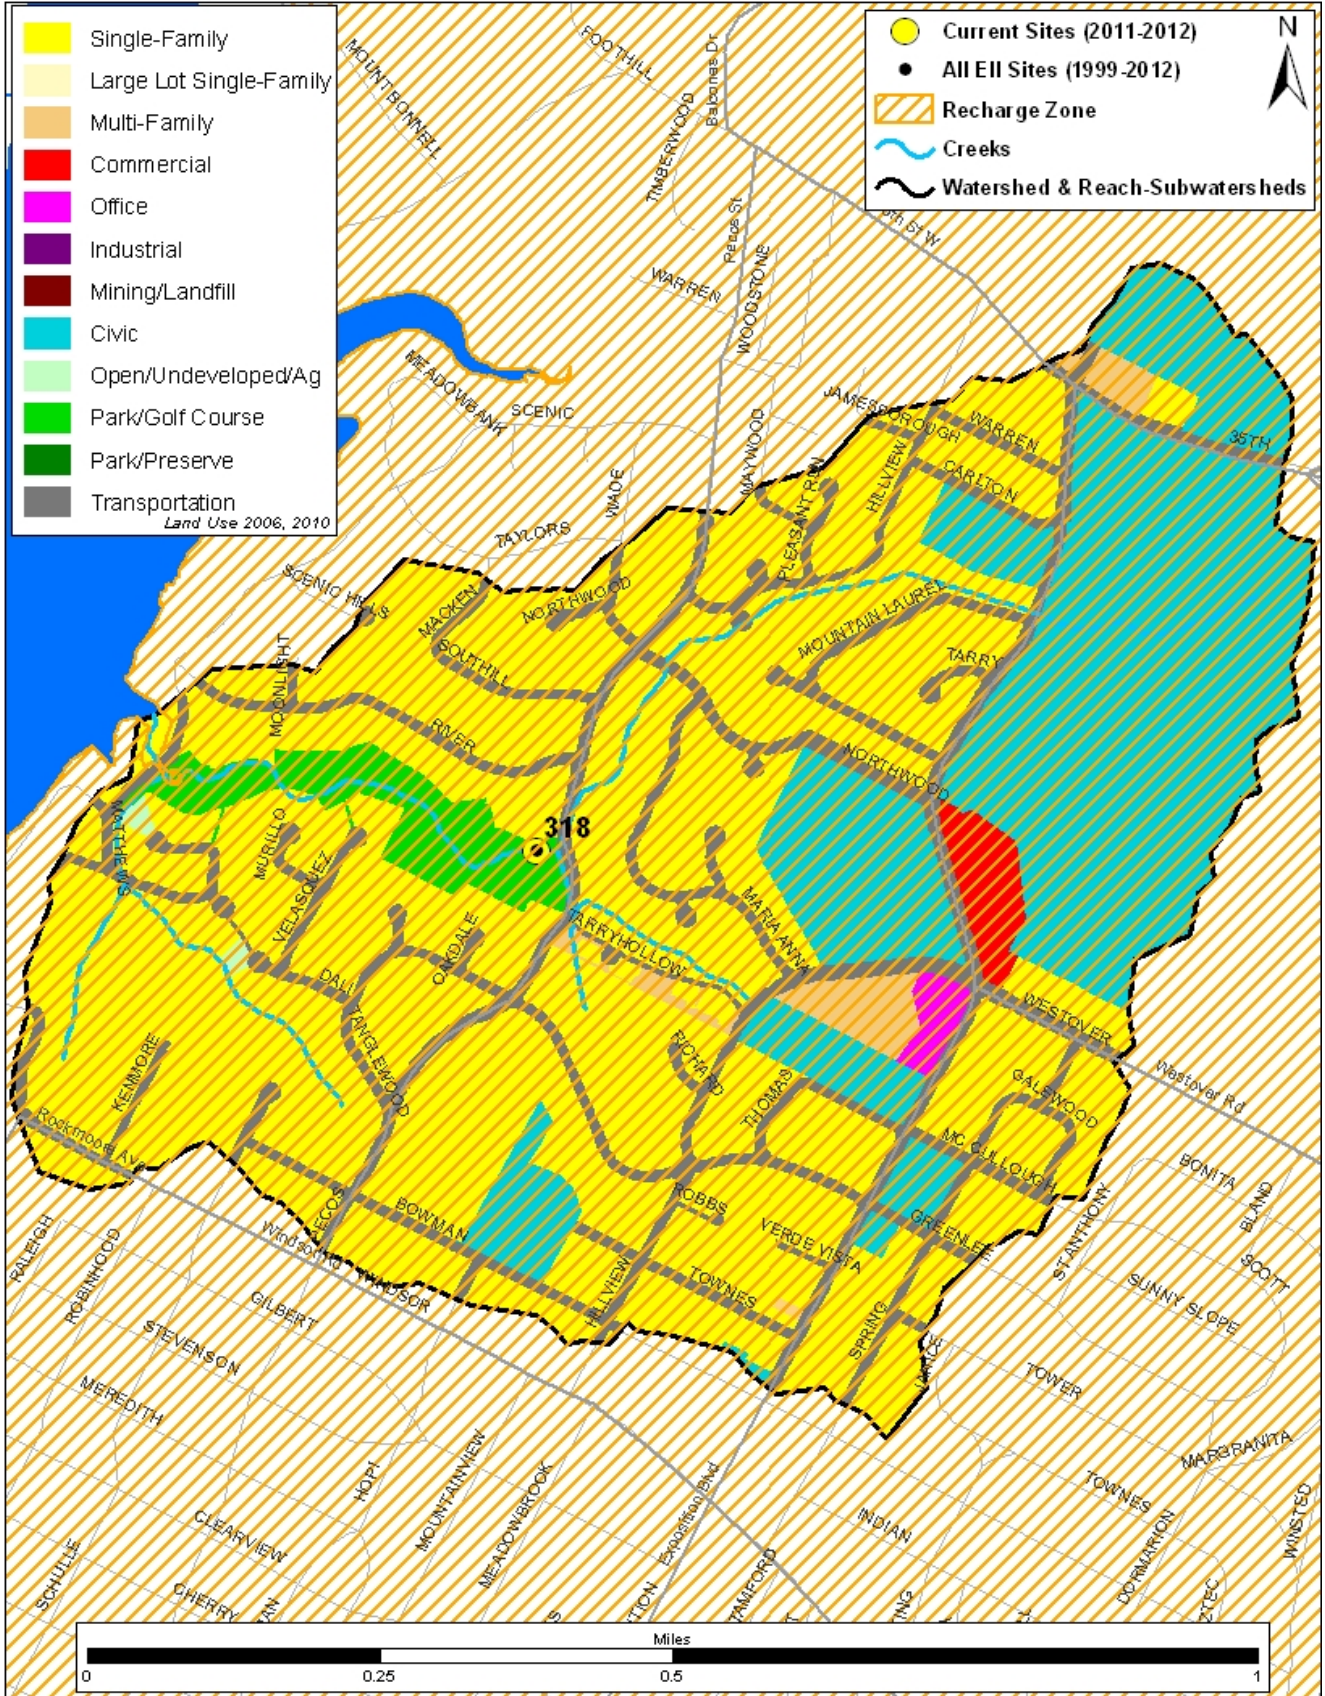 Single-Family
Large Lot Single-Family
Multi-Family
Commercial
Office
Industrial
Mining/Landfill
Civic
Open/Undeveloped/Ag
Park/Golf Course
Park/Preserve
Transportation
Land Use 2006, 2010
Current Sites (2011-2012)
All EII Sites (1999-2012)
Recharge Zone
Creeks
Watershed & Reach-Subwatersheds
N
MOUNT BONNELL
FOOTHILL
Balcones Dr
TIMBERWOOD
Pecos St
WARREN
WOODSTONE
MEADOWBANK
SCENIC
JAMESBOROUGH
WARREN
35TH
MAYWOOD
HILLVIEW
CARLTON
WADE
PLEASANT RUN
TAYLORS
SCENIC HILLS
MACKEN
NORTHWOOD
MOUNTAIN LAUREL
SOUTHILL
TARRY
MOONLIGHT
RIVER
NORTHWOOD
MATTHEWS
MURILLO
318
VELASQUEZ
OAKDALE
TARRYHOLLOW
MARIA ANNA
DALI
TANGLEWOOD
WESTOVER
Westover Rd
KENMORE
RICHARD
THOMAS
GALEWOOD
Rockmoor Ave
MC CULLOUGH
BONITA
BLAND
ST ANTHONY
ROBBS
GREENLEE
VERDE VISTA
BOWMAN
SCOTT
RALEIGH
ROBINHOOD
Windsor Rd
WINDSOR
HILLVIEW
TOWNES
SUNNY SLOPE
GILBERT
STEVENSON
SPRING
TOWER
MEREDITH
MARGRANITA
HOPI
MOUNTAINVIEW
MEADOWBROOK
Exposition Blvd
TOWNES
INDIAN
WINSTED
CLEARVIEW
DORMARION
SCHULLE
CHERRY
Miles
0
0.25
0.5
1